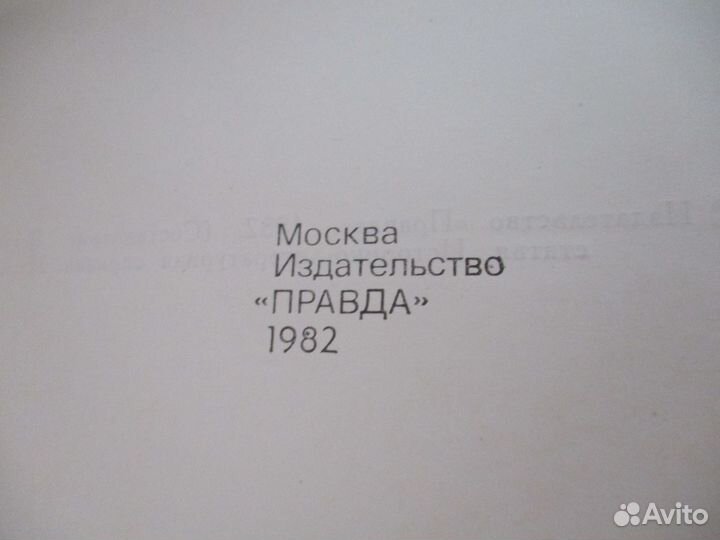 Москва
Издательство
«ПРАВДА»
1982
Avito